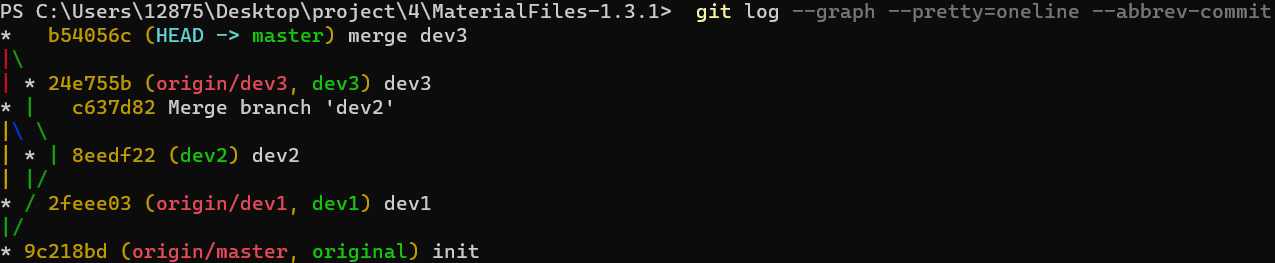 PS C:\Users\12875\Desktop\project\4\MaterialFiles-1.3.1>  git log --graph --pretty=oneline --abbrev-commit
*   b54056c (HEAD -> master) merge dev3
|\
| * 24e755b (origin/dev3, dev3) dev3
* |   c637d82 Merge branch 'dev2'
|\ \
| * | 8eedf22 (dev2) dev2
| |/
* / 2feee03 (origin/dev1, dev1) dev1
|/
* 9c218bd (origin/master, original) init